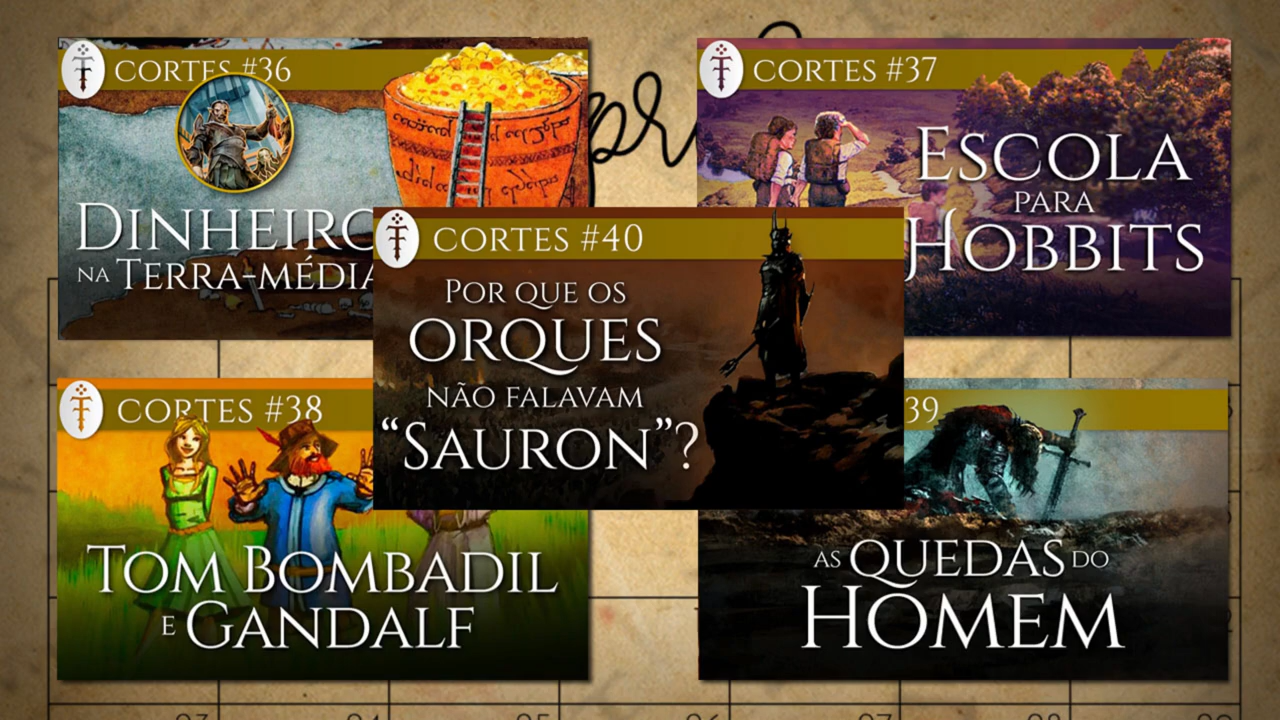 CORTES #36
DINHEIRO
NA TERRA-MÉDIA
CORTES #37
ESCOLA
PARA
HOBBITS
CORTES #40
POR QUE OS
ORQUES
NÃO FALAVAM
“SAURON”?
CORTES #38
TOM BOMBADIL
E GANDALF
39
AS QUEDAS DO
HOMEM